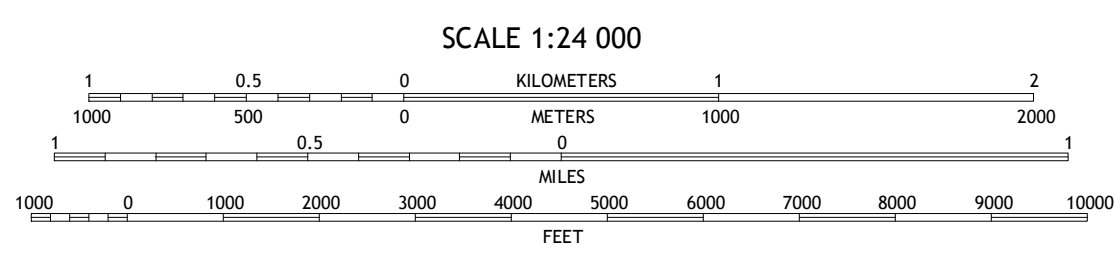 SCALE 1:24 000
1 0.5 0 KILOMETERS 1 2
1000 500 0 METERS 1000 2000
1 0.5 0 1
MILES
1000 0 1000 2000 3000 4000 5000 6000 7000 8000 9000 10000
FEET